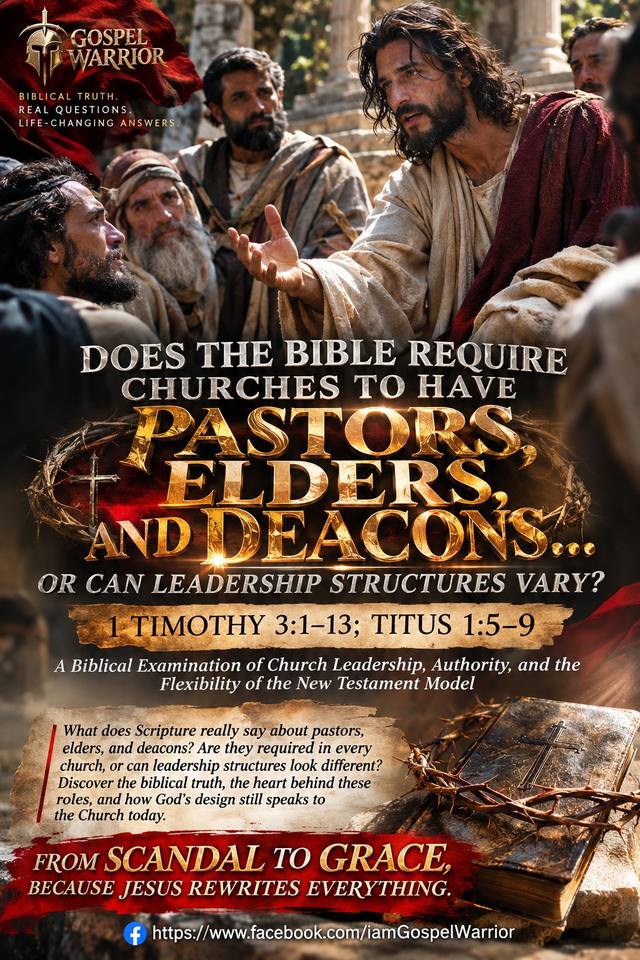 GOSPEL
WARRIOR
BIBLICAL TRUTH.
REAL QUESTIONS.
LIFE-CHANGING ANSWERS.
DOES THE BIBLE REQUIRE
CHURCHES TO HAVE
PASTORS,
ELDERS,
AND DEACONS...
OR CAN LEADERSHIP STRUCTURES VARY?
1 TIMOTHY 3:1–13; TITUS 1:5–9
A Biblical Examination of Church Leadership, Authority, and the
Flexibility of the New Testament Model
What does Scripture really say about pastors,
elders, and deacons? Are they required in every
church, or can leadership structures look different?
Discover the biblical truth, the heart behind these
roles, and how God's design still speaks to
the Church today.
FROM SCANDAL TO GRACE,
BECAUSE JESUS REWRITES EVERYTHING.
https://www.facebook.com/iamGospelWarrior